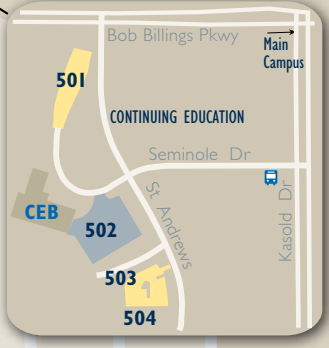 Bob Billings Pkwy
Main
Campus
501
CONTINUING EDUCATION
Seminole Dr
St Andrews
Kasold Dr
CEB
502
503
504